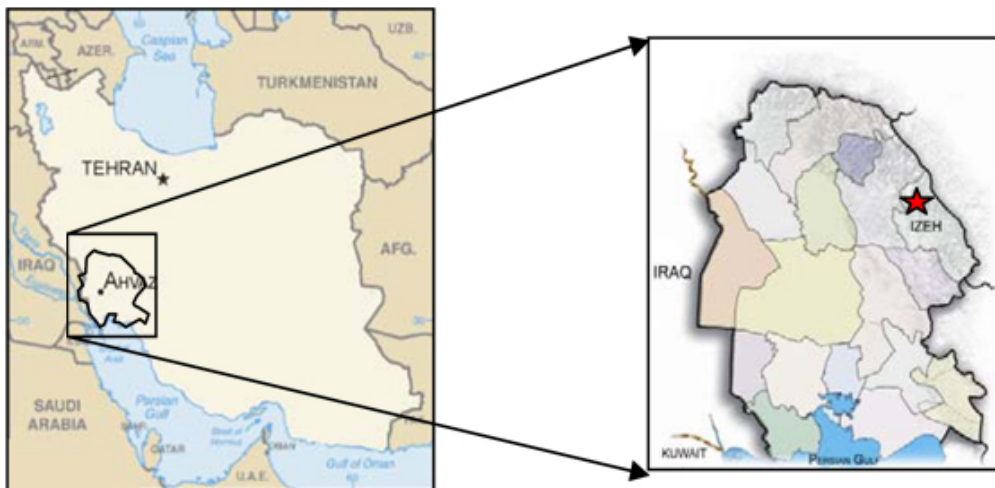 ARM.
AZER.
Caspian
Sea
UZB.
TURKMENISTAN
TEHRAN
IRAQ
AHVAZ
AFG.
SAUDI
ARABIA
Persian
Gulf
QATAR
OMAN
U.A.E.
Gulf of Oman
IZEH
IRAQ
KUWAIT
PERSIAN GULF